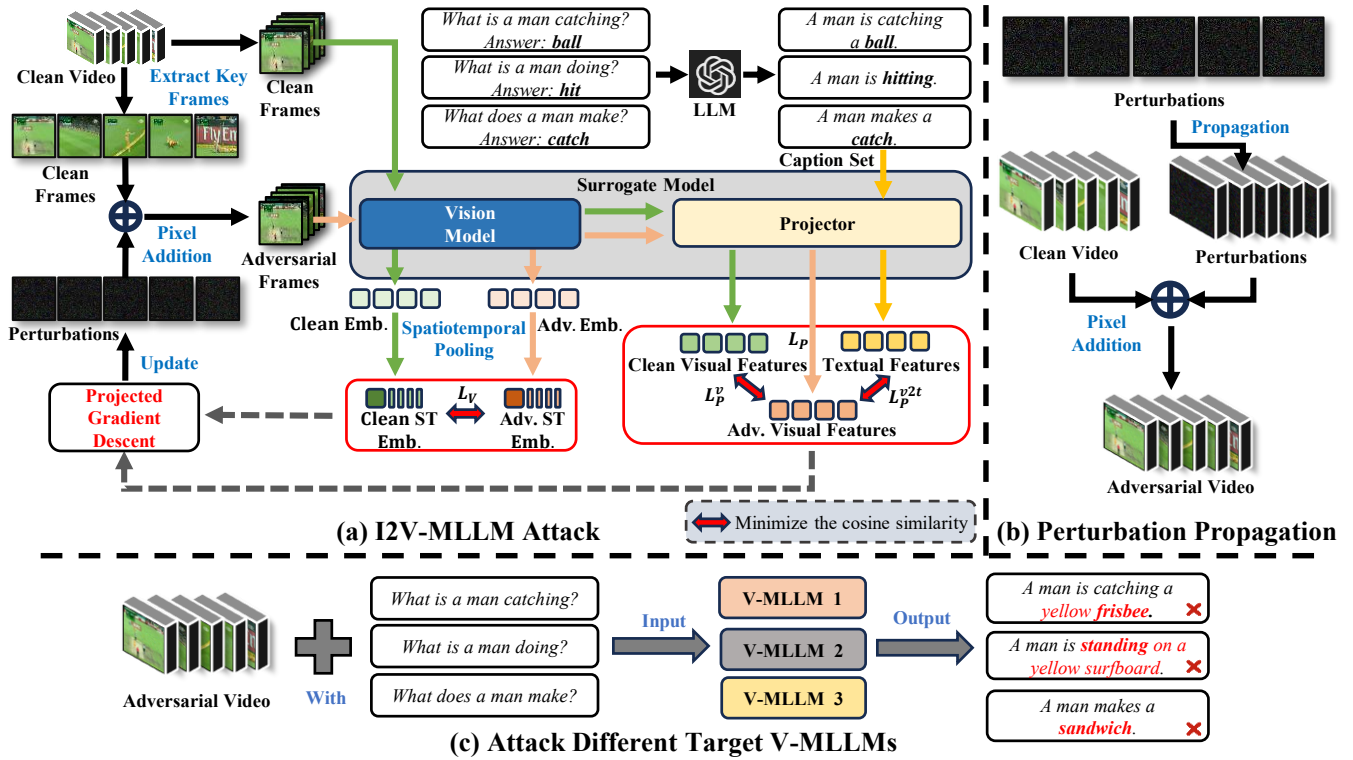 Clean Video
Extract Key
Frames
Clean
Frames
Clean
Frames
Pixel
Addition
Adversarial
Frames
Perturbations
Update
Projected
Gradient
Descent
What is a man catching?
Answer: ball
What is a man doing?
Answer: hit
What does a man make?
Answer: catch
LLM
A man is catching
a ball.
A man is hitting.
A man makes a
catch.
Caption Set
Surrogate Model
Vision
Model
Projector
Clean Emb.
Spatiotemporal
Pooling
Adv. Emb.
Clean ST
Emb.
L_V
Adv. ST
Emb.
L_P
Clean Visual Features
Textual Features
L_P^v
L_P^{v2t}
Adv. Visual Features
Minimize the cosine similarity
(a) I2V-MLLM Attack
Perturbations
Propagation
Clean Video
Perturbations
Pixel
Addition
Adversarial Video
(b) Perturbation Propagation
Adversarial Video
With
What is a man catching?
What is a man doing?
What does a man make?
Input
V-MLLM 1
V-MLLM 2
V-MLLM 3
Output
A man is catching a
yellow frisbee.
A man is standing on a
yellow surfboard.
A man makes a
sandwich.
(c) Attack Different Target V-MLLMs